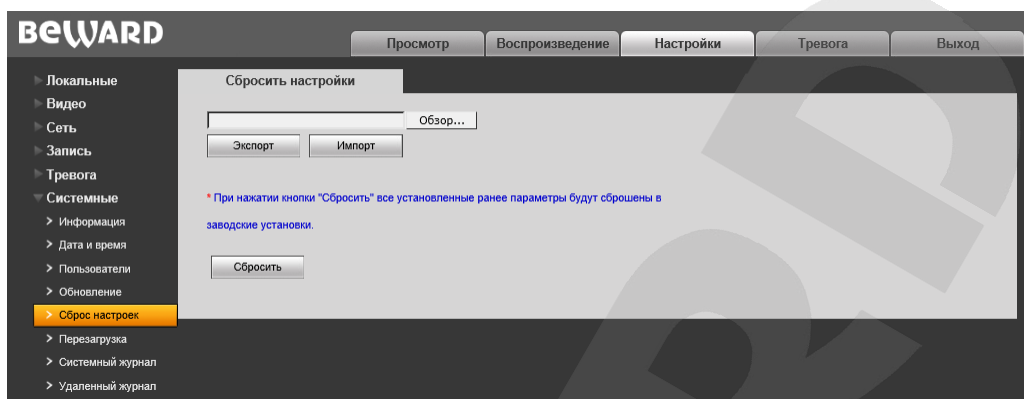 BEWARD
Просмотр Воспроизведение Настройки Тревога Выход
Локальные
Видео
Сеть
Запись
Тревога
Системные
Информация
Дата и время
Пользователи
Обновление
Сброс настроек
Перезагрузка
Системный журнал
Удаленный журнал
Сбросить настройки
Обзор...
Экспорт Импорт
* При нажатии кнопки "Сбросить" все установленные ранее параметры будут сброшены в
заводские установки.
Сбросить